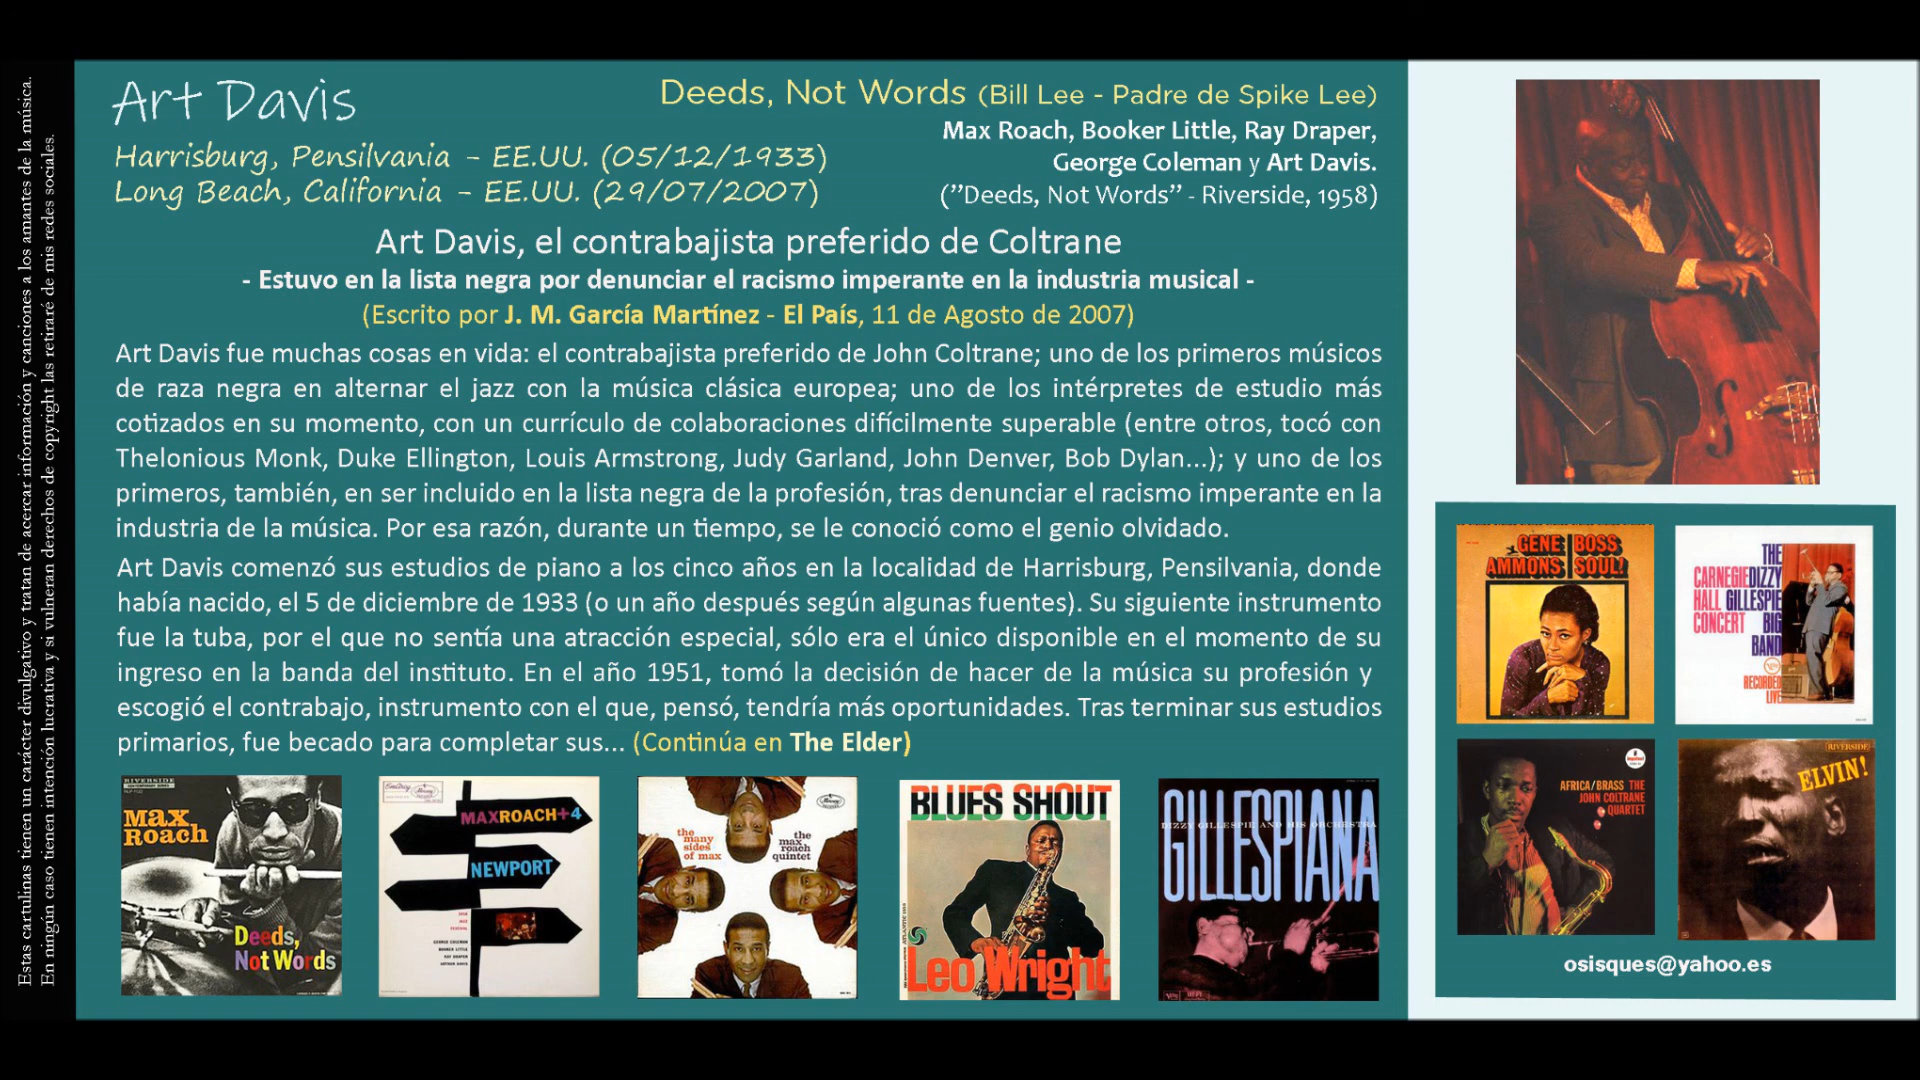 Estas cartulinas tienen un carácter divulgativo y tratan de acercar información y canciones a los amantes de la música.
En ningún caso tienen intención lucrativa y si vulneran derechos de copyright las retiraré de mis redes sociales.
Art Davis
Harrisburg, Pensilvania - EE.UU. (05/12/1933)
Long Beach, California - EE.UU. (29/07/2007)
Deeds, Not Words (Bill Lee - Padre de Spike Lee)
Max Roach, Booker Little, Ray Draper,
George Coleman y Art Davis.
("Deeds, Not Words" - Riverside, 1958)
Art Davis, el contrabajista preferido de Coltrane
- Estuvo en la lista negra por denunciar el racismo imperante en la industria musical -
(Escrito por J. M. García Martínez - El País, 11 de Agosto de 2007)
Art Davis fue muchas cosas en vida: el contrabajista preferido de John Coltrane; uno de los primeros músicos
de raza negra en alternar el jazz con la música clásica europea; uno de los intérpretes de estudio más
cotizados en su momento, con un currículo de colaboraciones difícilmente superable (entre otros, tocó con
Thelonious Monk, Duke Ellington, Louis Armstrong, Judy Garland, John Denver, Bob Dylan...); y uno de los
primeros, también, en ser incluido en la lista negra de la profesión, tras denunciar el racismo imperante en la
industria de la música. Por esa razón, durante un tiempo, se le conoció como el genio olvidado.
Art Davis comenzó sus estudios de piano a los cinco años en la localidad de Harrisburg, Pensilvania, donde
había nacido, el 5 de diciembre de 1933 (o un año después según algunas fuentes). Su siguiente instrumento
fue la tuba, por el que no sentía una atracción especial, sólo era el único disponible en el momento de su
ingreso en la banda del instituto. En el año 1951, tomó la decisión de hacer de la música su profesión y
escogió el contrabajo, instrumento con el que, pensó, tendría más oportunidades. Tras terminar sus estudios
primarios, fue becado para completar sus... (Continúa en The Elder)
RIVERSIDE
MAX
ROACH
Deeds,
Not Words
MAXROACH+4
NEWPORT
GEORGE COLEMAN
BOOKER LITTLE
RAY DRAPER
ARTHUR DAVIS
the
many
sides
of max
the
max
roach
quintet
BLUES SHOUT
Leo Wright
GILLESPIANA
DIZZY GILLESPIE AND HIS ORCHESTRA
GENE
AMMONS
BOSS
SOUL!
THE
CARNEGIE DIZZY
HALL GILLESPIE
CONCERT BIG
BAND
RECORDED
LIVE
AFRICA/BRASS THE
JOHN COLTRANE
QUARTET
RIVERSIDE
ELVIN!
osisques@yahoo.es